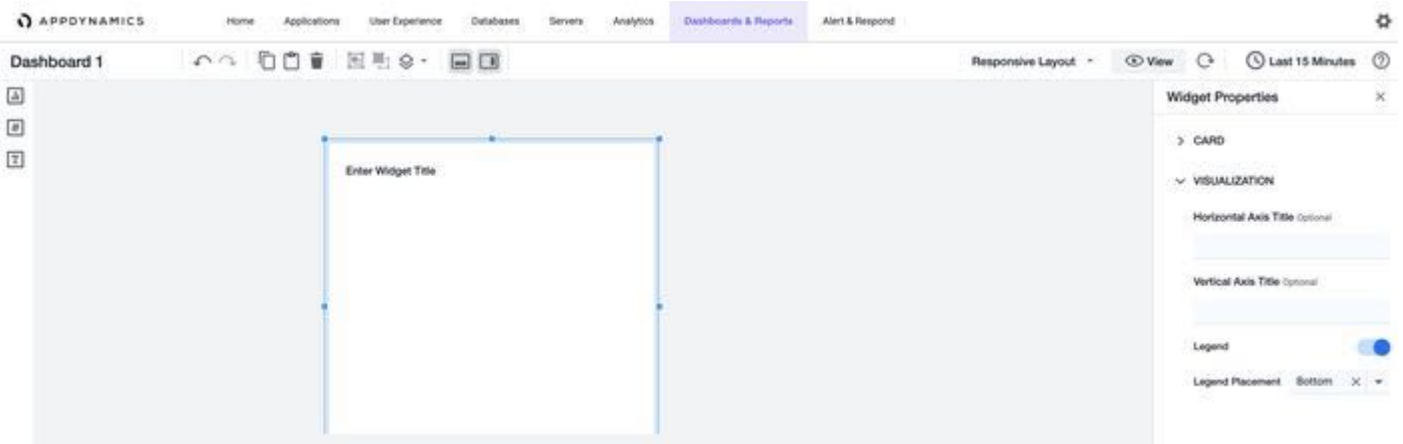 APPDYNAMICS Home Applications User Experience Databases Servers Analytics Dashboards & Reports Alert & Respond
Dashboard 1 Responsive Layout View Last 15 Minutes
Widget Properties
CARD
Enter Widget Title
VISUALIZATION
Horizontal Axis Title Optional
Vertical Axis Title Optional
Legend
Legend Placement Bottom